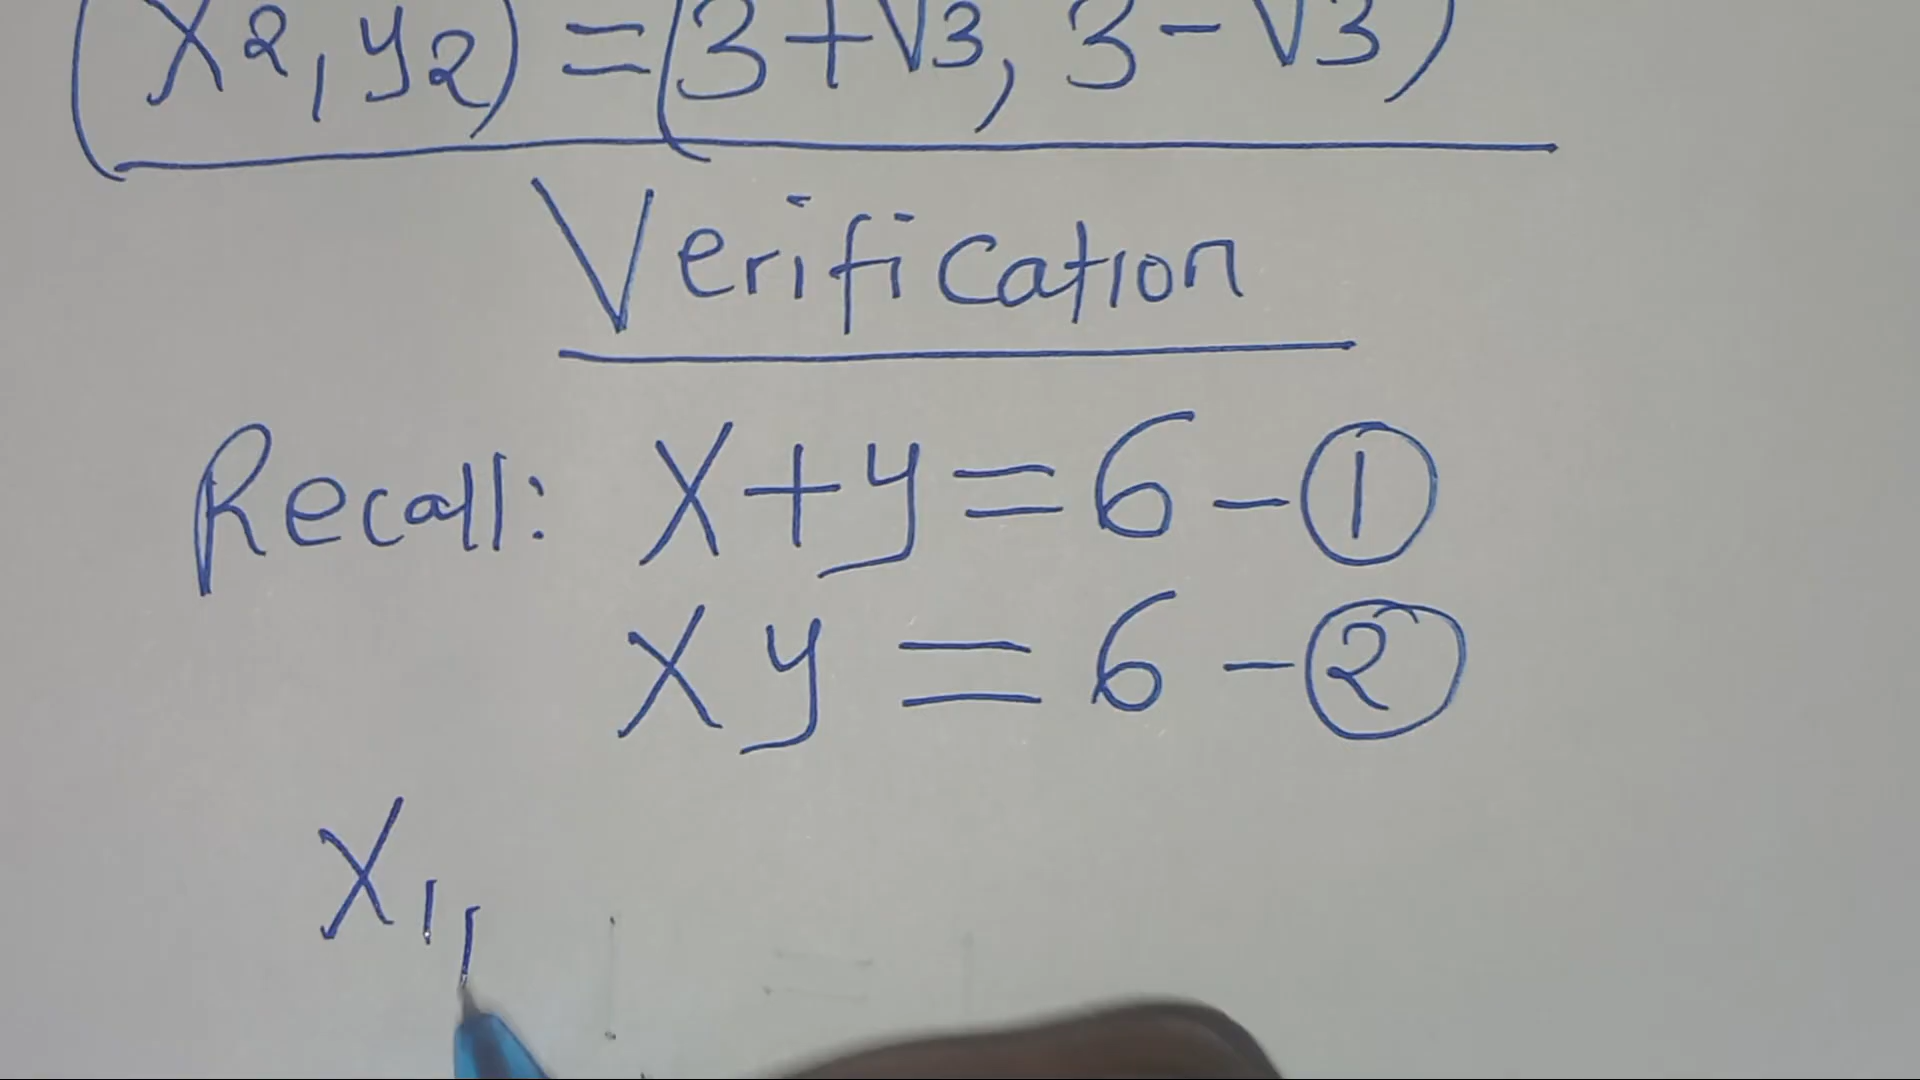 (x2, y2) = (3+√3, 3-√3)
Verification
Recall: x+y=6-①
xy=6-②
x1,